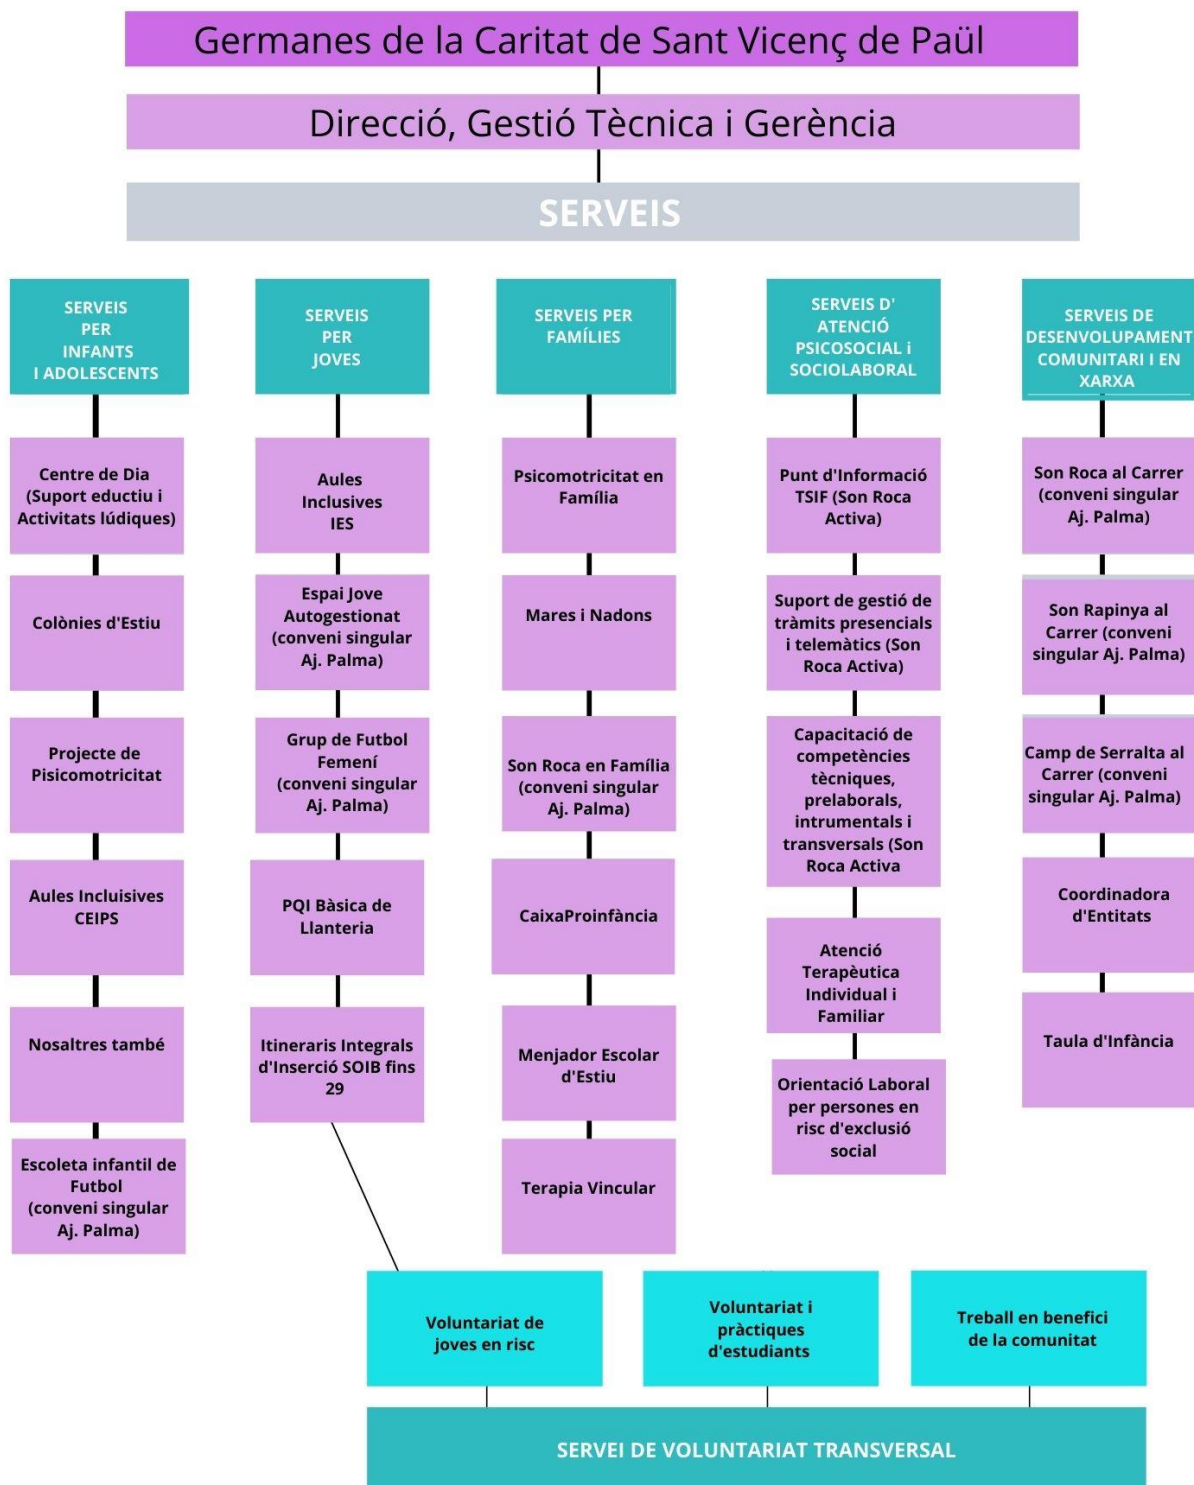 Germanes de la Caritat de Sant Vicenç de Paül
Direcció, Gestió Tècnica i Gerència
SERVEIS
SERVEIS
PER
INFANTS
I ADOLESCENTS
Centre de Dia
(Suport eductiu i
Activitats lúdiques)
Colònies d'Estiu
Projecte de
Pisicomotricitat
Aules Incluisives
CEIPS
Nosaltres també
Escoleta infantil de
Futbol
(conveni singular
Aj. Palma)
SERVEIS
PER
JOVES
Aules
Inclusives
IES
Espai Jove
Autogestionat
(conveni singular
Aj. Palma)
Grup de Futbol
Femení
(conveni singular
Aj. Palma)
PQI Bàsica de
Llanteria
Itineraris Integrals
d'Inserció SOIB fins
29
SERVEIS PER
FAMÍLIES
Psicomotricitat en
Família
Mares i Nadons
Son Roca en Família
(conveni singular
Aj. Palma)
CaixaProinfància
Menjador Escolar
d'Estiu
Terapia Vincular
SERVEIS D'
ATENCIÓ
PSICOSOCIAL i
SOCIOLABORAL
Punt d'Informació
TSIF (Son Roca
Activa)
Suport de gestió de
tràmits presencials
i telemàtics (Son
Roca Activa)
Capacitació de
competències
tècniques,
prelaborals,
intrumentals i
transversals (Son
Roca Activa
Atenció
Terapèutica
Individual i
Familiar
Orientació Laboral
per persones en
risc d'exclusió
social
SERVEIS DE
DESENVOLUPAMENT
COMUNITARI I EN
XARXA
Son Roca al Carrer
(conveni singular
Aj. Palma)
Son Rapinya al
Carrer (conveni
singular Aj. Palma)
Camp de Serralta al
Carrer (conveni
singular Aj. Palma)
Coordinadora
d'Entitats
Taula d'Infància
Voluntariat de
joves en risc
Voluntariat i
pràctiques
d'estudiants
Treball en benefici
de la comunitat
SERVEI DE VOLUNTARIAT TRANSVERSAL